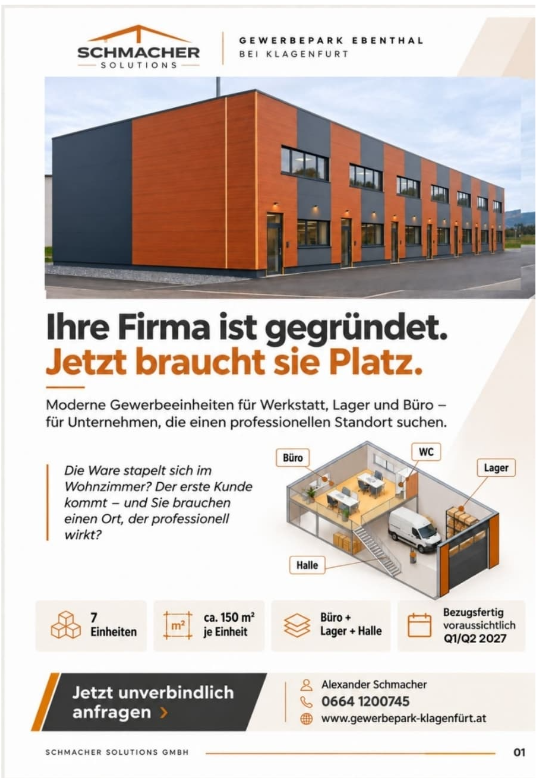 SCHMACHER
SOLUTIONS
GEWERBEPARK EBENTHAL
BEI KLAGENFURT
Ihre Firma ist gegründet.
Jetzt braucht sie Platz.
Moderne Gewerbeeinheiten für Werkstatt, Lager und Büro –
für Unternehmen, die einen professionellen Standort suchen.
Die Ware stapelt sich im
Wohnzimmer? Der erste Kunde
kommt – und Sie brauchen
einen Ort, der professionell
wirkt?
Büro
WC
Lager
Halle
7
Einheiten
m²
ca. 150 m²
je Einheit
Büro +
Lager + Halle
Bezugsfertig
voraussichtlich
Q1/Q2 2027
Jetzt unverbindlich
anfragen >
Alexander Schmacher
0664 1200745
www.gewerbepark-klagenfürt.at
SCHMACHER SOLUTIONS GMBH
01